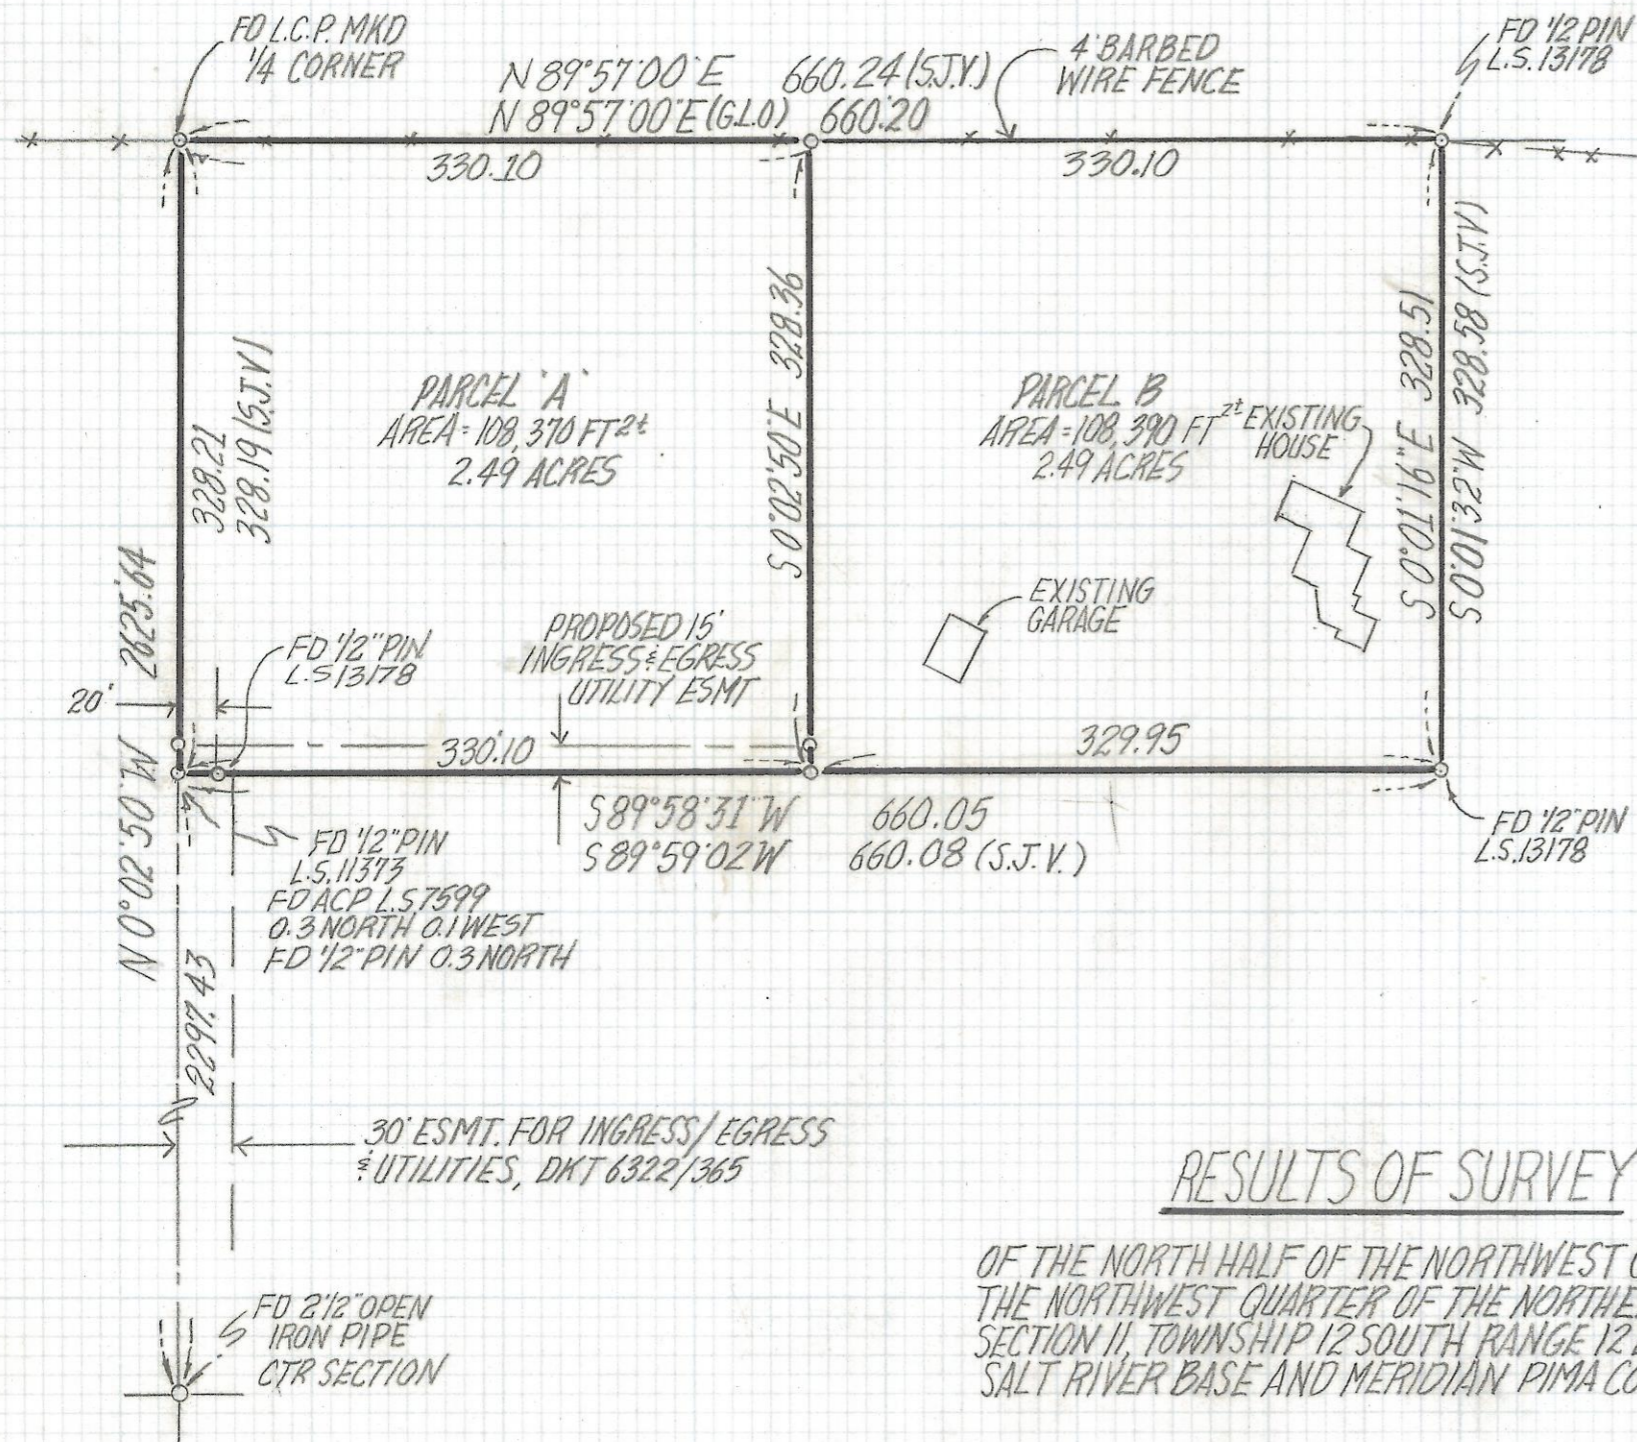 FD L.C.P. MKD
1/4 CORNER
N 89°57'00" E 660.24 (S.J.V.)
N 89°57'00" E (G.L.O) 660.20
4' BARBED
WIRE FENCE
FD 1/2 PIN
L.S. 13178
330.10
330.10
328.21
328.19 (S.J.V)
PARCEL 'A'
AREA = 108,370 FT²±
2.49 ACRES
S 0°02'50" E 328.36
PARCEL B
AREA = 108,390 FT²±
2.49 ACRES
EXISTING
HOUSE
S 0°01'16" E 328.51
S 0°01'32" W 328.58 (S.J.V)
EXISTING
GARAGE
PROPOSED 15'
INGRESS & EGRESS
UTILITY ESMT
FD 1/2" PIN
L.S 13178
20'
N 0°02'50" W 2625.64
330.10
329.95
S 89°58'31" W 660.05
S 89°59'02 W 660.08 (S.J.V.)
FD 1/2" PIN
L.S. 13178
FD 1/2" PIN
L.S. 11373
FD ACP L.S 7599
0.3 NORTH 0.1 WEST
FD 1/2" PIN 0.3 NORTH
2297.43
30' ESMT. FOR INGRESS/EGRESS
& UTILITIES, DKT 6322/365
FD 2 1/2" OPEN
IRON PIPE
CTR SECTION
RESULTS OF SURVEY
OF THE NORTH HALF OF THE NORTHWEST
THE NORTHWEST QUARTER OF THE
SECTION 11, TOWNSHIP 12 SOUTH RANGE 12
SALT RIVER BASE AND MERIDIAN PIMA